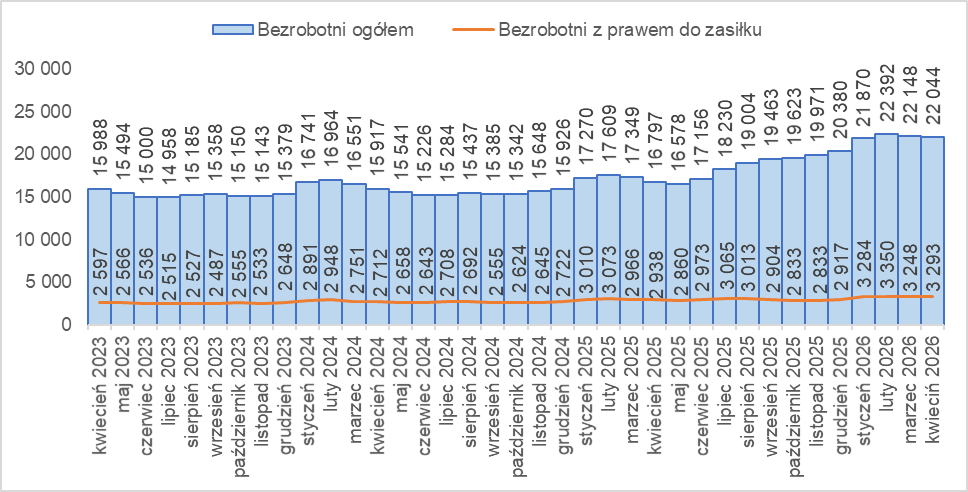 Bezrobotni ogółem
Bezrobotni z prawem do zasiłku
30 000
25 000
20 000
15 000
10 000
5 000
0
15 988
15 494
15 000
14 958
15 185
15 358
15 150
15 143
15 379
16 741
16 964
16 551
15 917
15 541
15 226
15 284
15 437
15 385
15 342
15 648
15 926
17 270
17 609
17 349
16 797
16 578
17 156
18 230
19 004
19 463
19 623
19 971
20 380
21 870
22 392
22 148
22 044
2 597
2 566
2 536
2 515
2 527
2 487
2 555
2 533
2 648
2 891
2 948
2 751
2 712
2 658
2 643
2 708
2 692
2 555
2 624
2 645
2 722
3 010
3 073
2 966
2 938
2 860
2 973
3 065
3 013
2 904
2 833
2 833
2 917
3 284
3 350
3 248
3 293
kwiecień 2023
maj 2023
czerwiec 2023
lipiec 2023
sierpień 2023
wrzesień 2023
październik 2023
listopad 2023
grudzień 2023
styczeń 2024
luty 2024
marzec 2024
kwiecień 2024
maj 2024
czerwiec 2024
lipiec 2024
sierpień 2024
wrzesień 2024
październik 2024
listopad 2024
grudzień 2024
styczeń 2025
luty 2025
marzec 2025
kwiecień 2025
maj 2025
czerwiec 2025
lipiec 2025
sierpień 2025
wrzesień 2025
październik 2025
listopad 2025
grudzień 2025
styczeń 2026
luty 2026
marzec 2026
kwiecin 2026